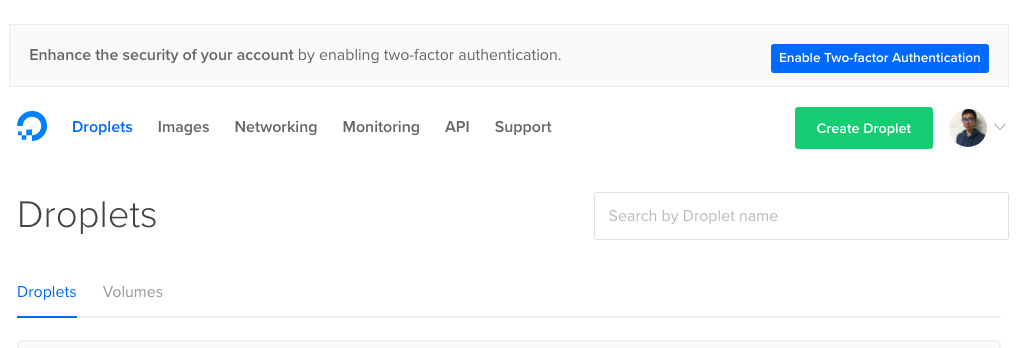 Enhance the security of your account by enabling two-factor authentication.
Enable Two-factor Authentication
Droplets Images Networking Monitoring API Support
Create Droplet
Droplets
Search by Droplet name
Droplets Volumes